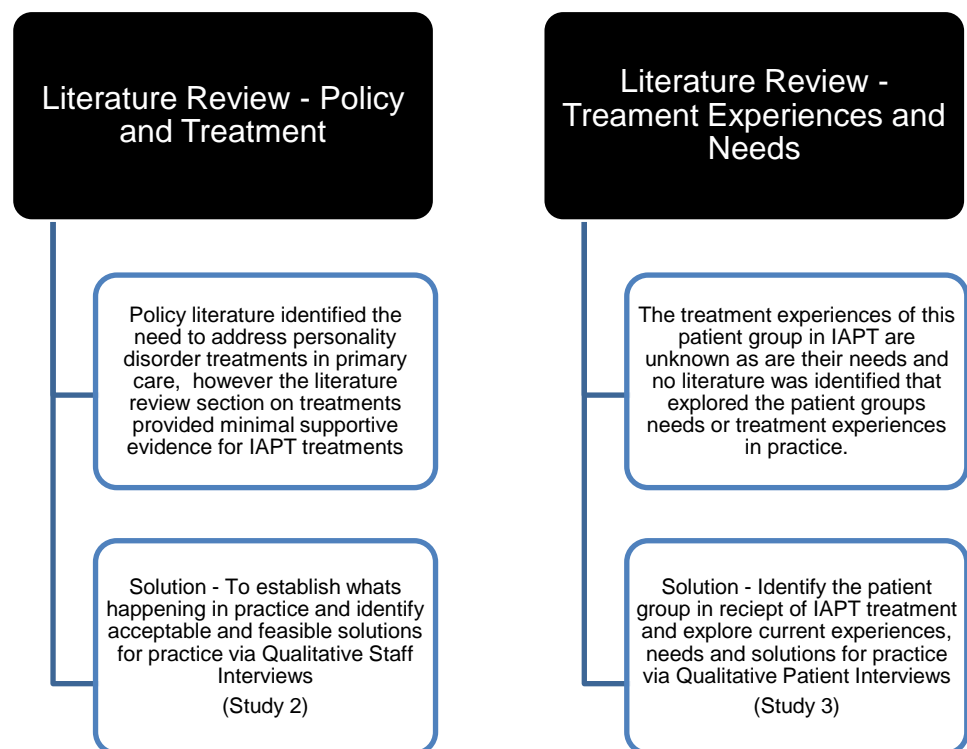 Literature Review - Policy
and Treatment
Policy literature identified the
need to address personality
disorder treatments in primary
care, however the literature
review section on treatments
provided minimal supportive
evidence for IAPT treatments
Solution - To establish whats
happening in practice and identify
acceptable and feasible solutions
for practice via Qualitative Staff
Interviews
(Study 2)
Literature Review -
Treament Experiences and
Needs
The treatment experiences of this
patient group in IAPT are
unknown as are their needs and
no literature was identified that
explored the patient groups
needs or treatment experiences
in practice.
Solution - Identify the patient
group in reciept of IAPT treatment
and explore current experiences,
needs and solutions for practice
via Qualitative Patient Interviews
(Study 3)